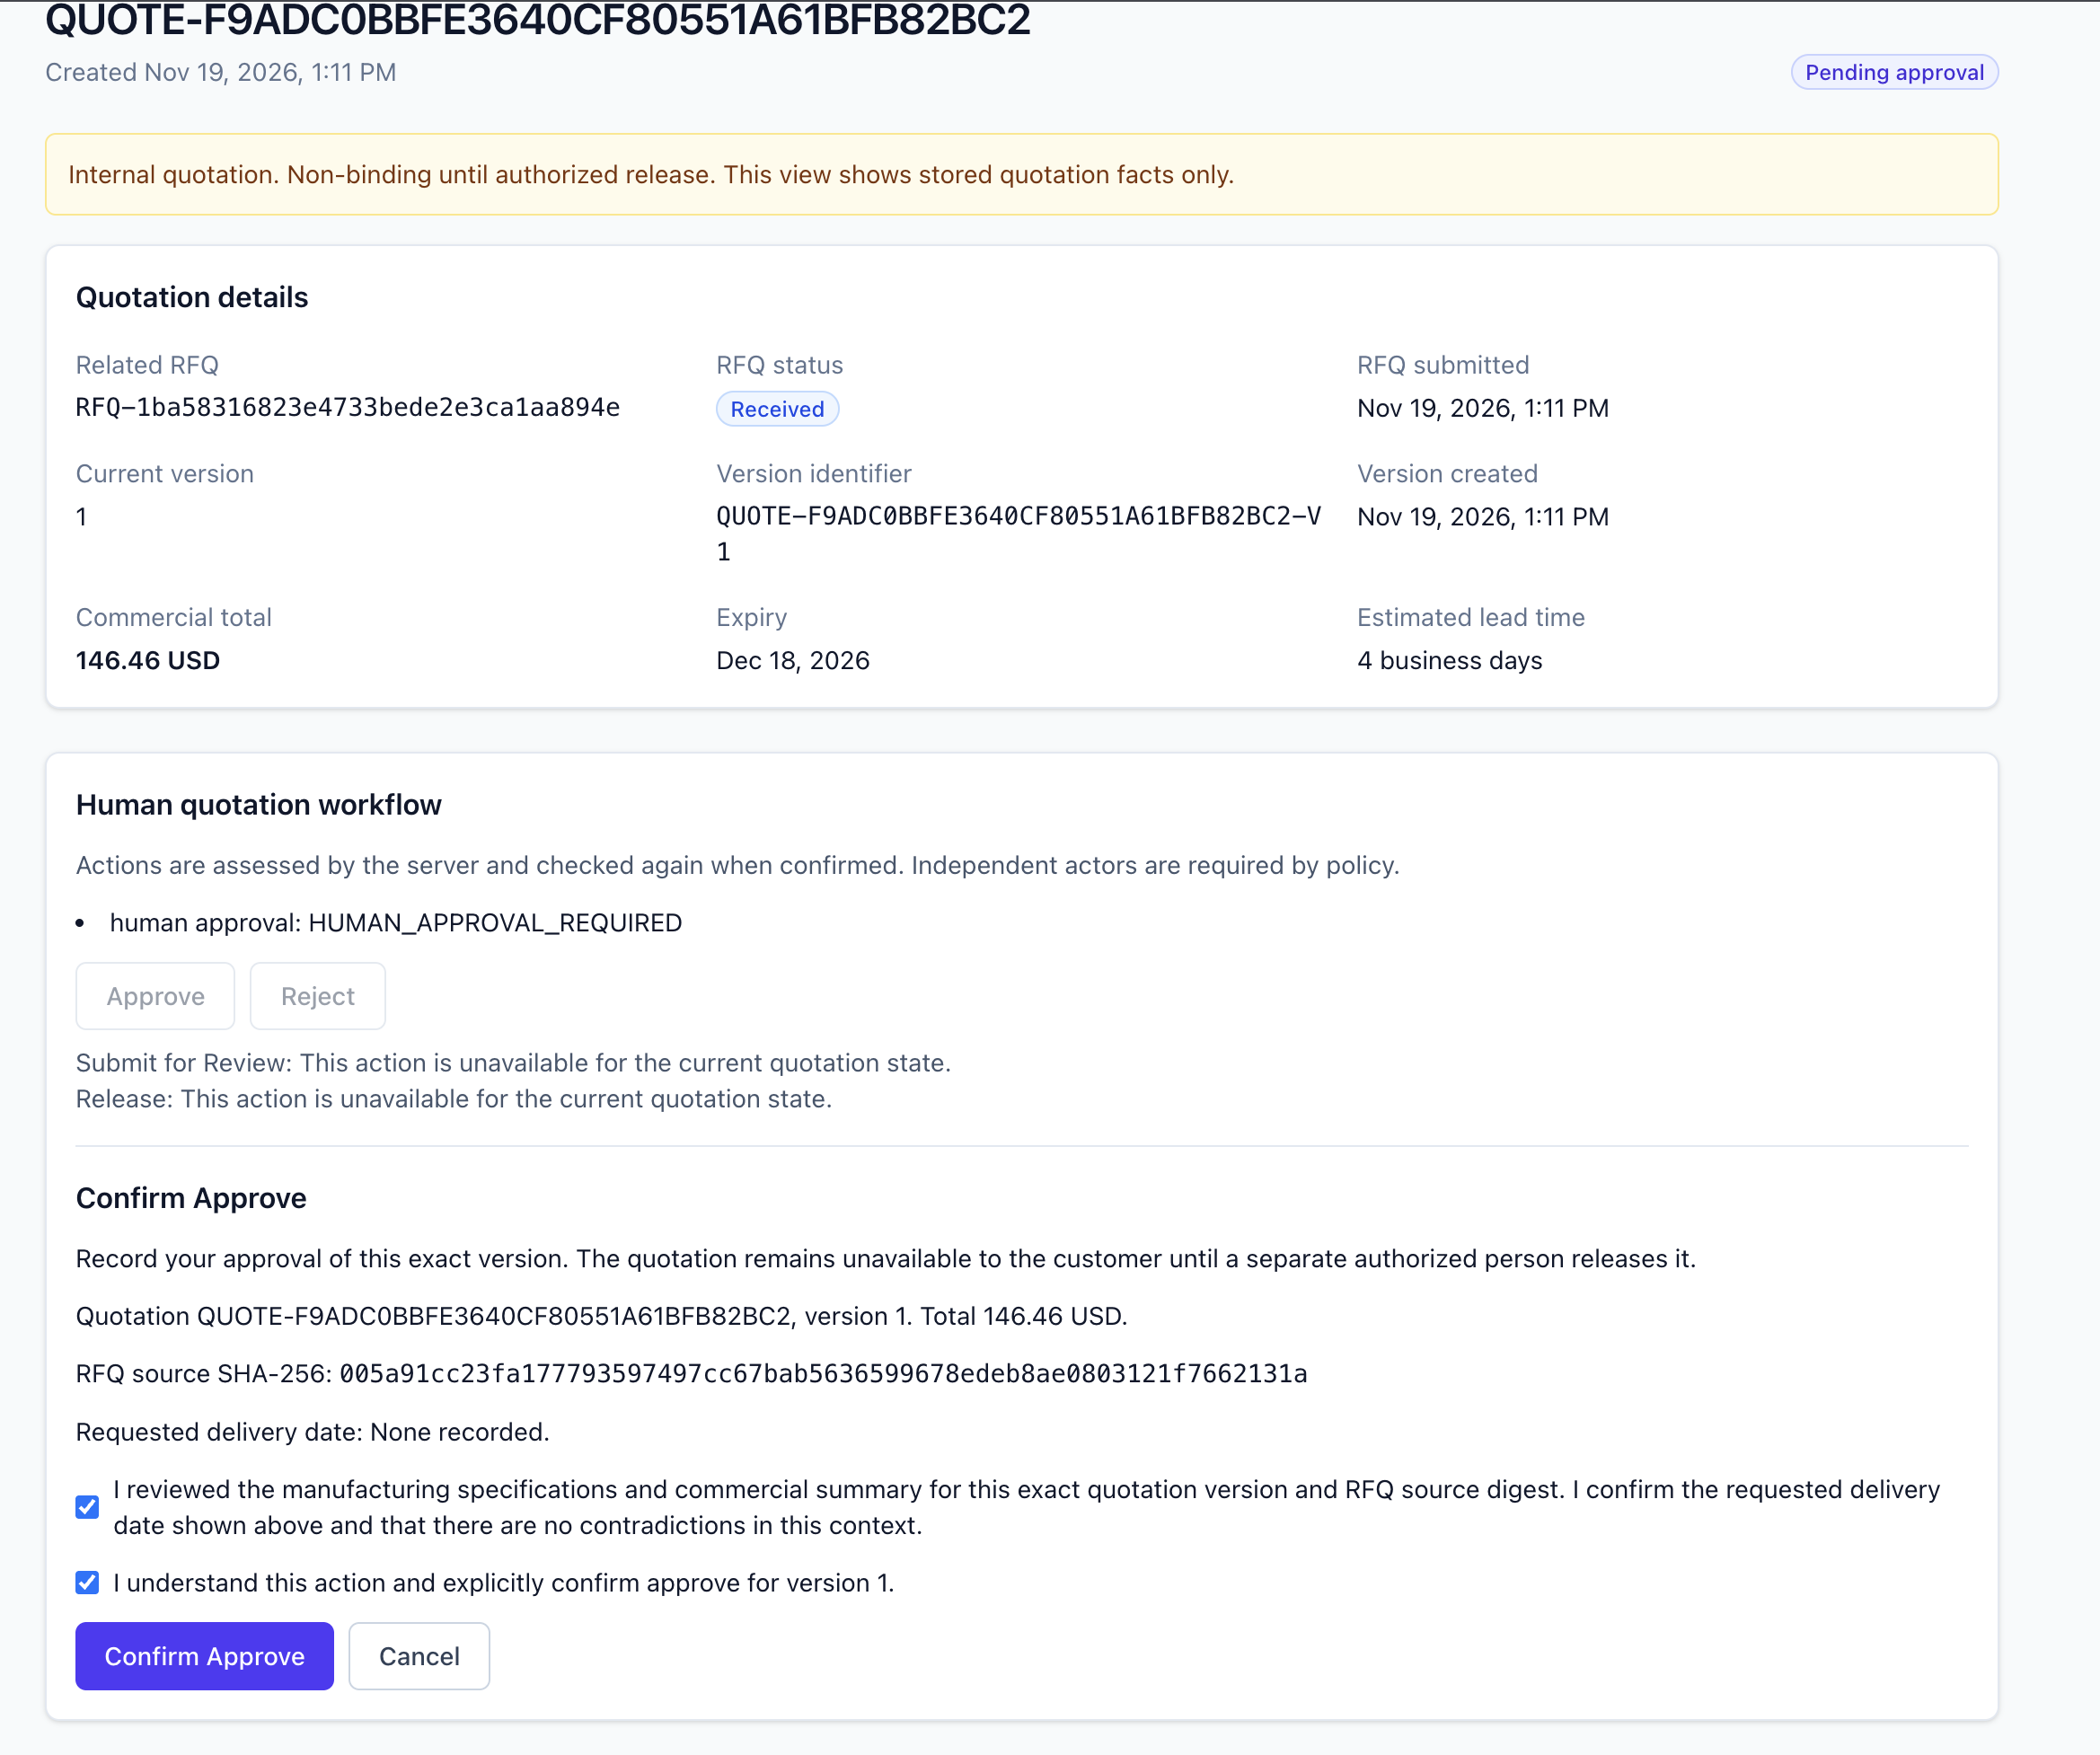 QUOTE-F9ADC0BBFE3640CF80551A61BFB82BC2
Created Nov 19, 2026, 1:11 PM
Pending approval
Internal quotation. Non-binding until authorized release. This view shows stored quotation facts only.
Quotation details
Related RFQ
RFQ-1ba58316823e4733bede2e3ca1aa894e
RFQ status
Received
RFQ submitted
Nov 19, 2026, 1:11 PM
Current version
1
Version identifier
QUOTE-F9ADC0BBFE3640CF80551A61BFB82BC2-V
1
Version created
Nov 19, 2026, 1:11 PM
Commercial total
146.46 USD
Expiry
Dec 18, 2026
Estimated lead time
4 business days
Human quotation workflow
Actions are assessed by the server and checked again when confirmed. Independent actors are required by policy.
• human approval: HUMAN_APPROVAL_REQUIRED
Approve
Reject
Submit for Review: This action is unavailable for the current quotation state.
Release: This action is unavailable for the current quotation state.
Confirm Approve
Record your approval of this exact version. The quotation remains unavailable to the customer until a separate authorized person releases it.
Quotation QUOTE-F9ADC0BBFE3640CF80551A61BFB82BC2, version 1. Total 146.46 USD.
RFQ source SHA-256: 005a91cc23fa177793597497cc67bab5636599678edeb8ae0803121f7662131a
Requested delivery date: None recorded.
I reviewed the manufacturing specifications and commercial summary for this exact quotation version and RFQ source digest. I confirm the requested delivery
date shown above and that there are no contradictions in this context.
I understand this action and explicitly confirm approve for version 1.
Confirm Approve
Cancel